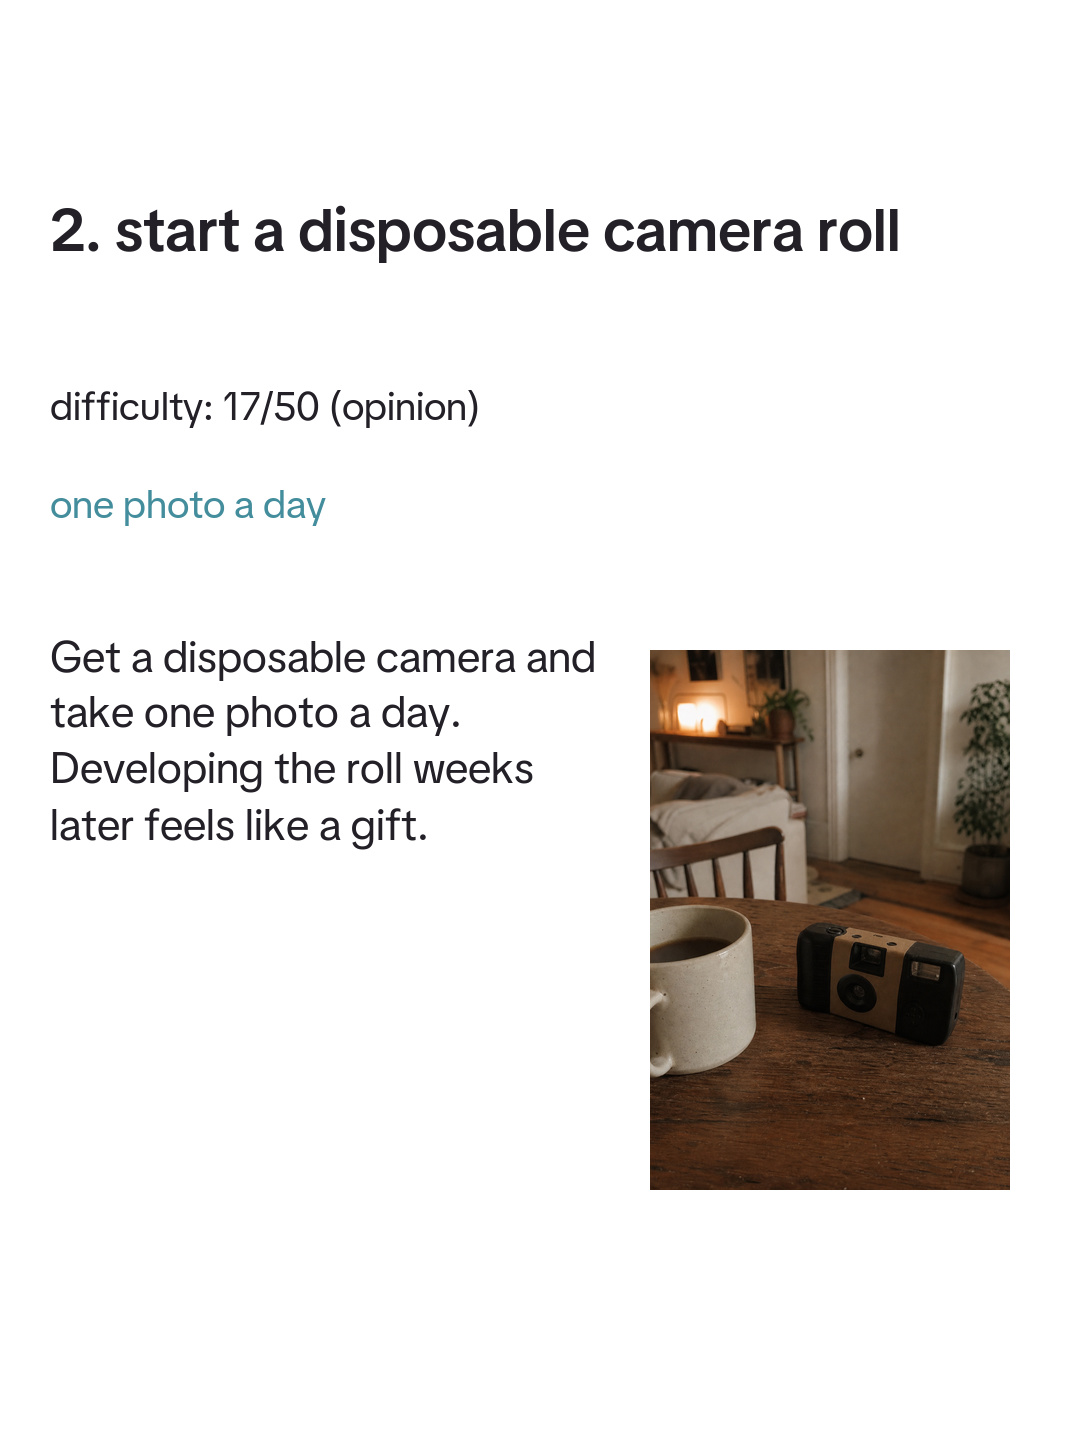 2. start a disposable camera roll
difficulty: 17/50 (opinion)
one photo a day
Get a disposable camera and
take one photo a day.
Developing the roll weeks
later feels like a gift.